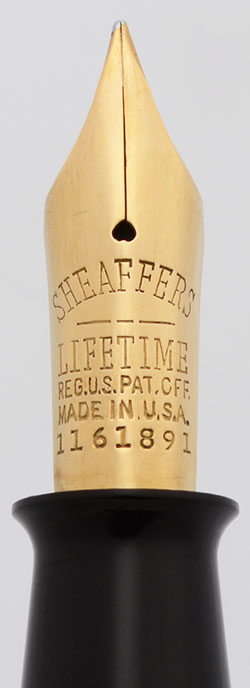 SHEAFFERS
LIFETIME
REG.U.S.PAT.OFF.
MADE IN U.S.A.
1161891